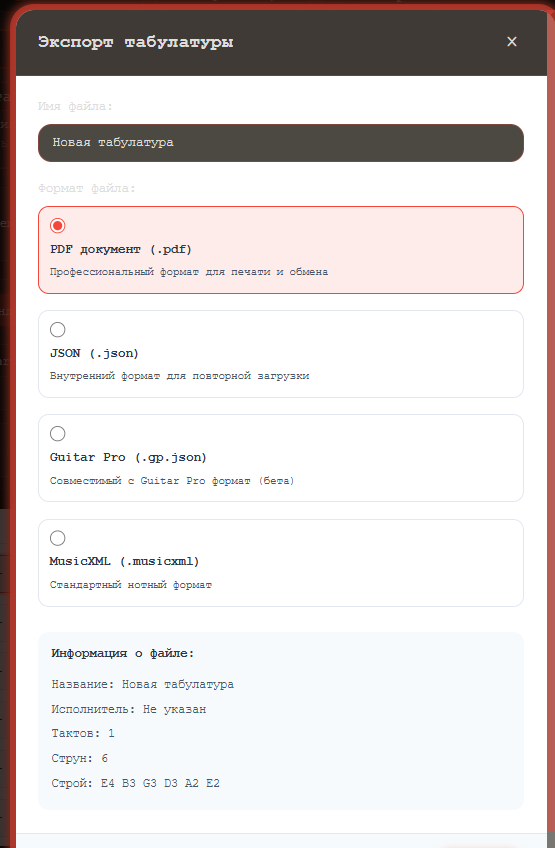 Экспорт табулатуры ×
Имя файла:
Новая табулатура
Формат файла:
PDF документ (.pdf)
Профессиональный формат для печати и обмена
JSON (.json)
Внутренний формат для повторной загрузки
Guitar Pro (.gp.json)
Совместимый с Guitar Pro формат (бета)
MusicXML (.musicxml)
Стандартный нотный формат
Информация о файле:
Название: Новая табулатура
Исполнитель: Не указан
Тактов: 1
Струн: 6
Строй: E4 B3 G3 D3 A2 E2